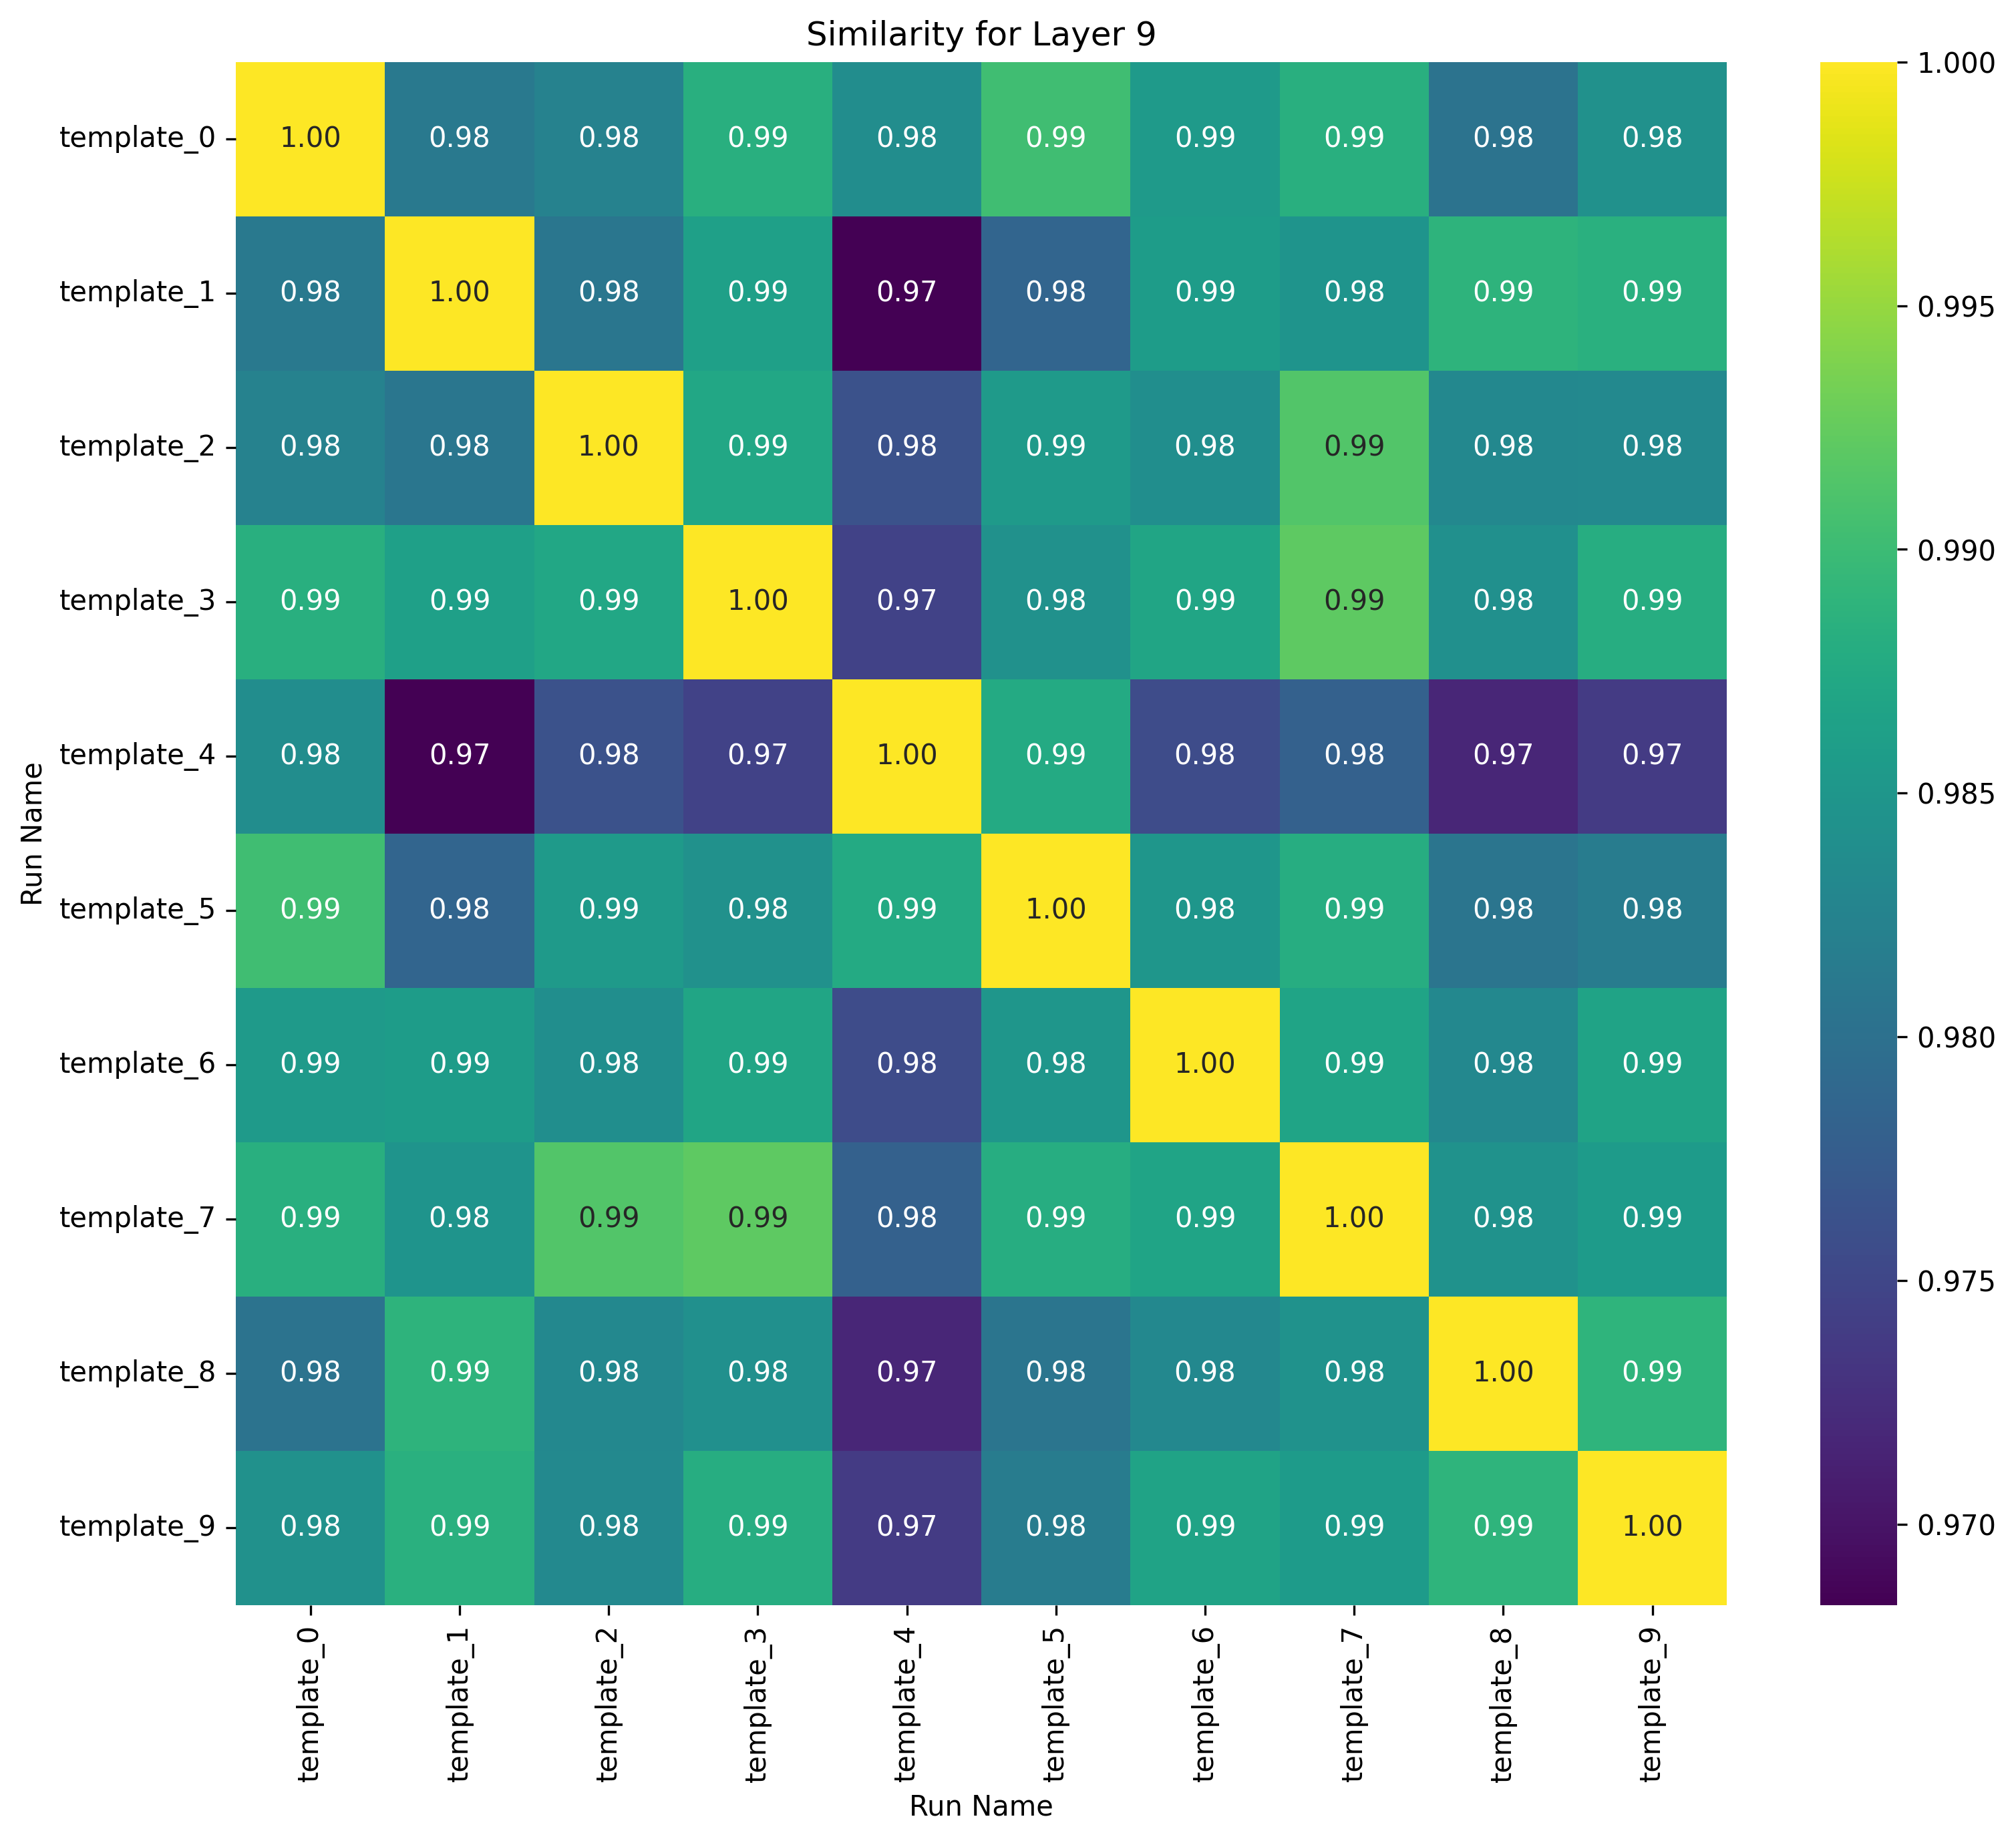 Similarity for Layer 9
template_0 1.00 0.98 0.98 0.99 0.98 0.99 0.99 0.99 0.98 0.98
template_1 0.98 1.00 0.98 0.99 0.97 0.98 0.99 0.98 0.99 0.99
template_2 0.98 0.98 1.00 0.99 0.98 0.99 0.98 0.99 0.98 0.98
template_3 0.99 0.99 0.99 1.00 0.97 0.98 0.99 0.99 0.98 0.99
template_4 0.98 0.97 0.98 0.97 1.00 0.99 0.98 0.98 0.97 0.97
template_5 0.99 0.98 0.99 0.98 0.99 1.00 0.98 0.99 0.98 0.98
template_6 0.99 0.99 0.98 0.99 0.98 0.98 1.00 0.99 0.98 0.99
template_7 0.99 0.98 0.99 0.99 0.98 0.99 0.99 1.00 0.98 0.99
template_8 0.98 0.99 0.98 0.98 0.97 0.98 0.98 0.98 1.00 0.99
template_9 0.98 0.99 0.98 0.99 0.97 0.98 0.99 0.99 0.99 1.00
Run Name
template_0 template_1 template_2 template_3 template_4 template_5 template_6 template_7 template_8 template_9
Run Name
1.000
0.995
0.990
0.985
0.980
0.975
0.970